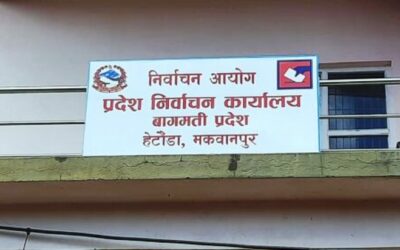 निर्वाचन आयोग
प्रदेश निर्वाचन कार्यालय
बागमती प्रदेश
हेटौंडा, मकवानपुर